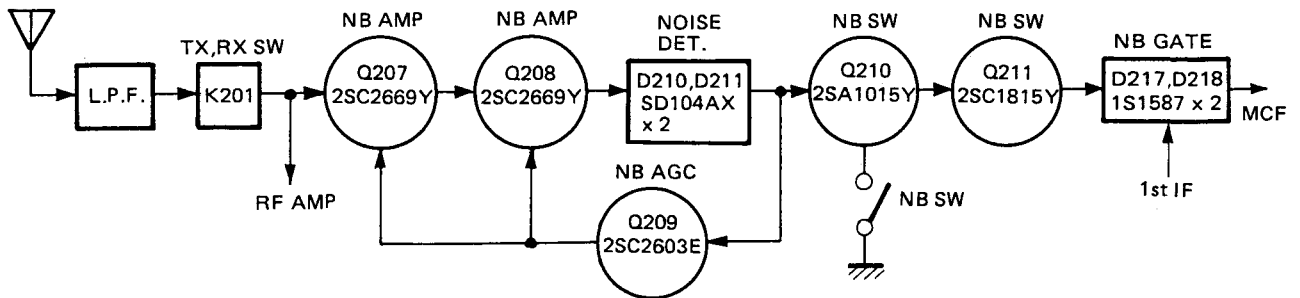 NB AMP
NB AMP
NOISE
DET.
NB SW
NB SW
NB GATE
TX,RX SW
L.P.F.
K201
Q207
2SC2669Y
Q208
2SC2669Y
D210,D211
SD104AX
x 2
Q210
2SA1015Y
Q211
2SC1815Y
D217,D218
1S1587 x 2
MCF
RF AMP
NB AGC
Q209
2SC2603E
NB SW
1st IF